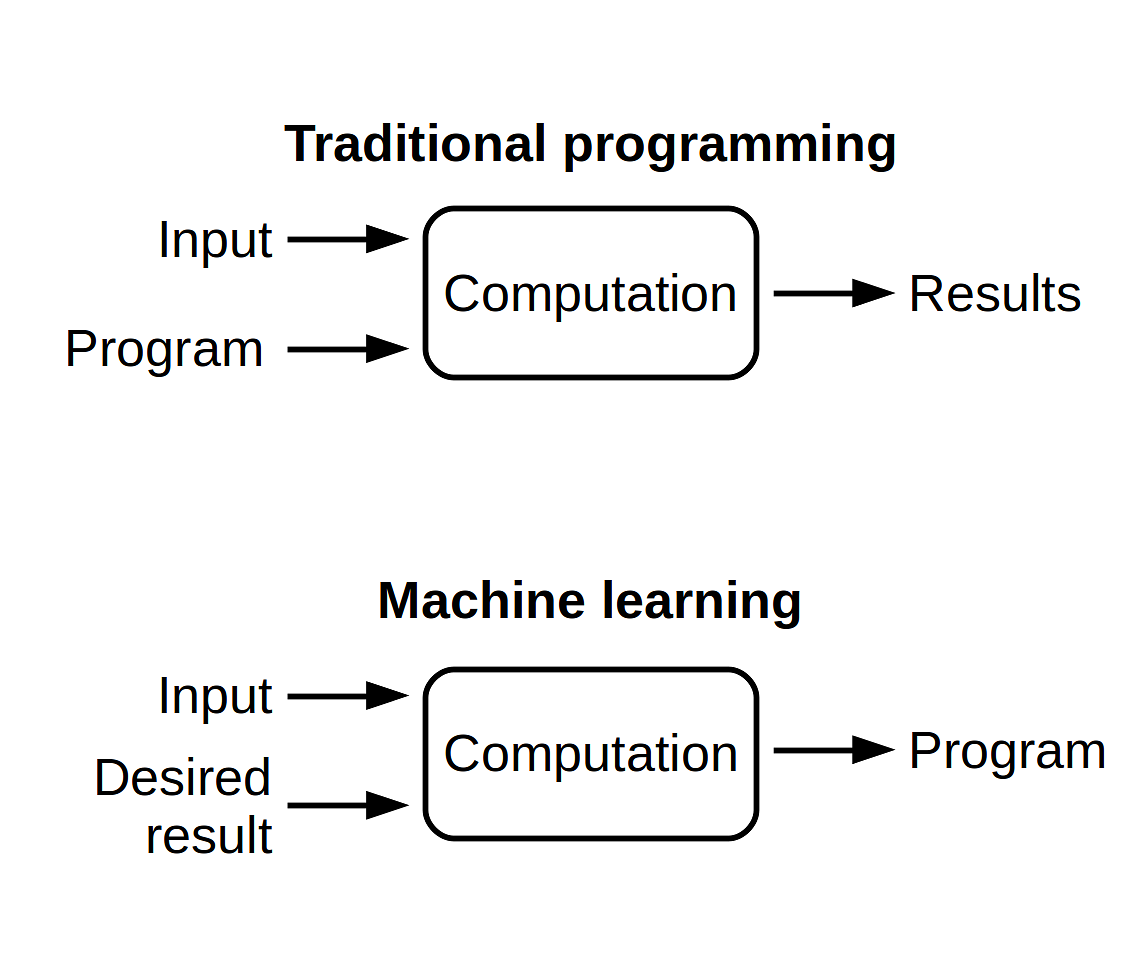 Traditional programming
Input
Computation
Results
Program
Machine learning
Input
Computation
Program
Desired
result